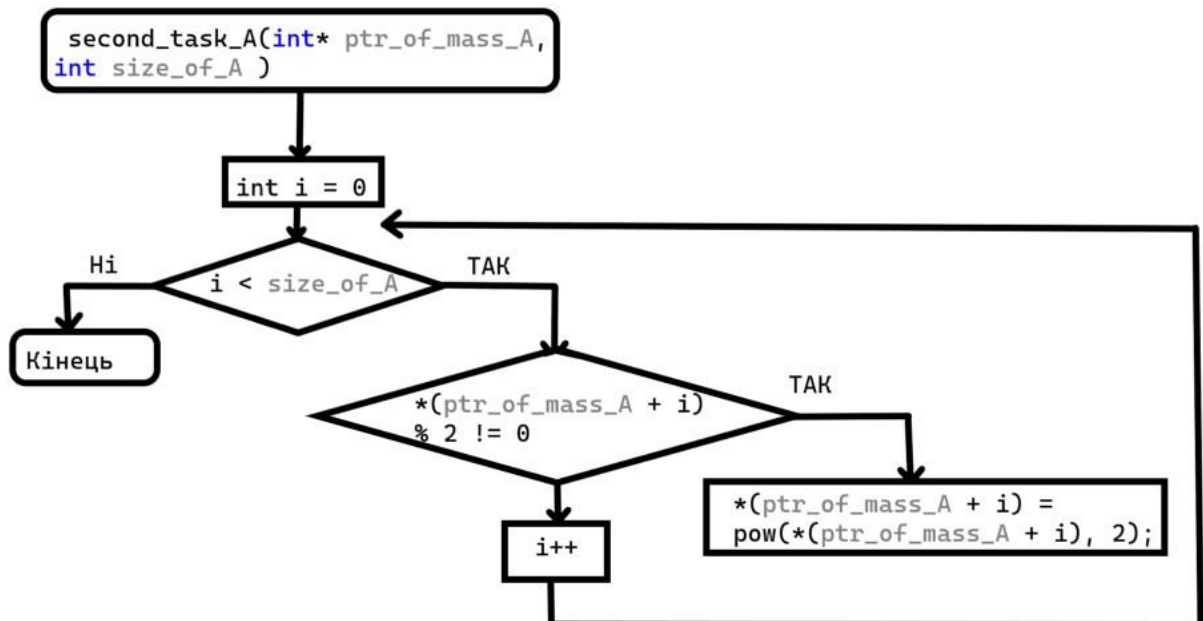 second_task_A(int* ptr_of_mass_A,
int size_of_A )
int i = 0
Ні
i < size_of_A
ТАК
Кінець
*(ptr_of_mass_A + i)
% 2 != 0
ТАК
*(ptr_of_mass_A + i) =
pow(*(ptr_of_mass_A + i), 2);
i++